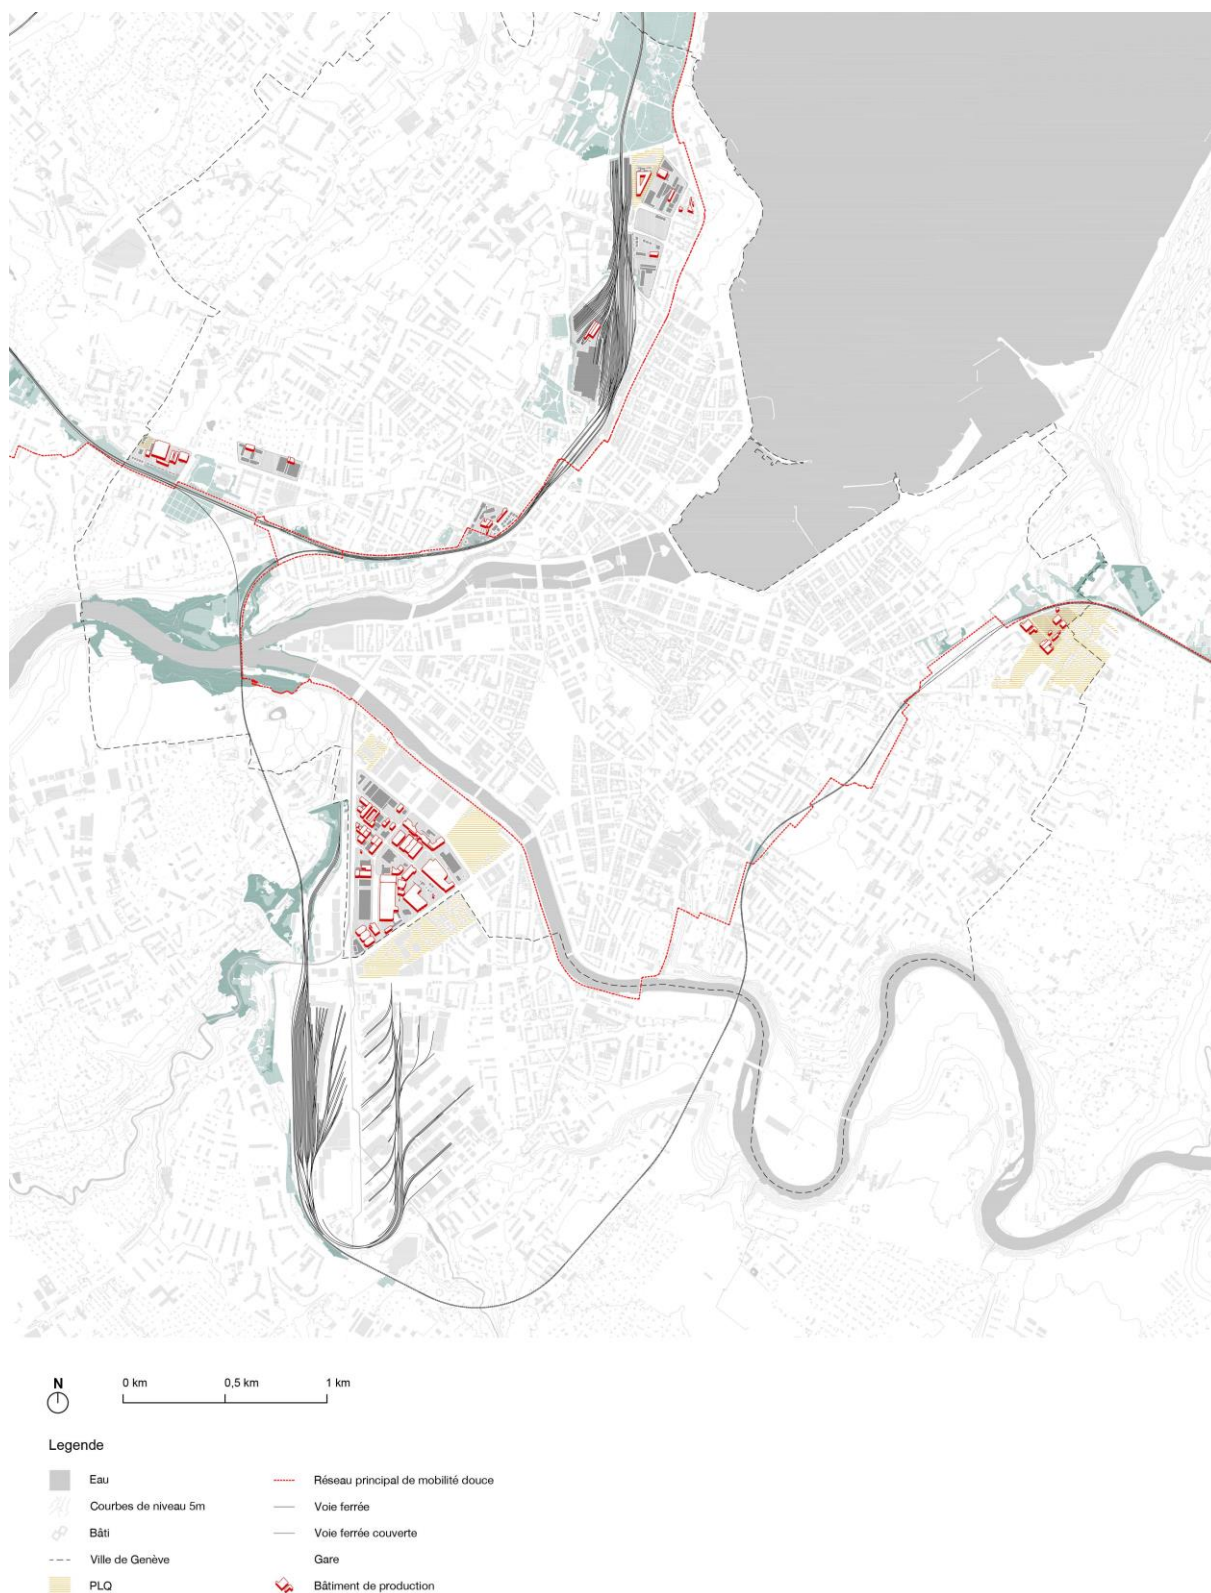 N
0 km 0,5 km 1 km
Legende
Eau
Courbes de niveau 5m
Bâti
Ville de Genève
PLQ
Réseau principal de mobilité douce
Voie ferrée
Voie ferrée couverte
Gare
Bâtiment de production